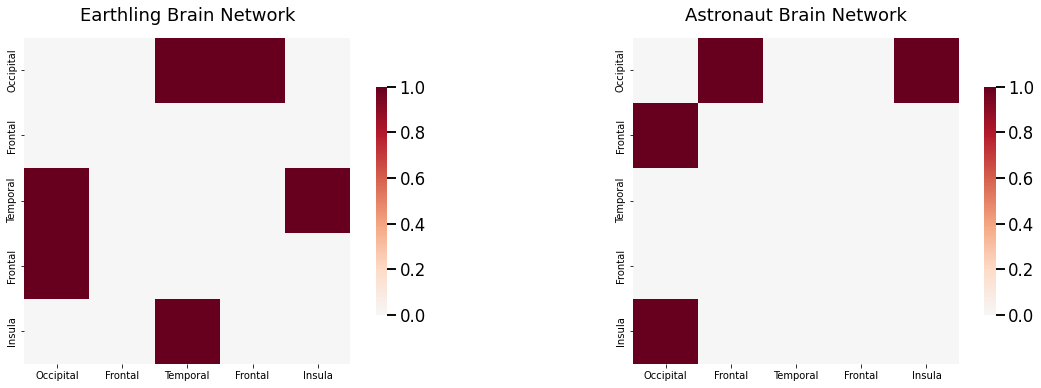 Earthling Brain Network
Occipital
Frontal
Temporal
Frontal
Insula
Occipital Frontal Temporal Frontal Insula
1.0
0.8
0.6
0.4
0.2
0.0
Astronaut Brain Network
Occipital
Frontal
Temporal
Frontal
Insula
Occipital Frontal Temporal Frontal Insula
1.0
0.8
0.6
0.4
0.2
0.0